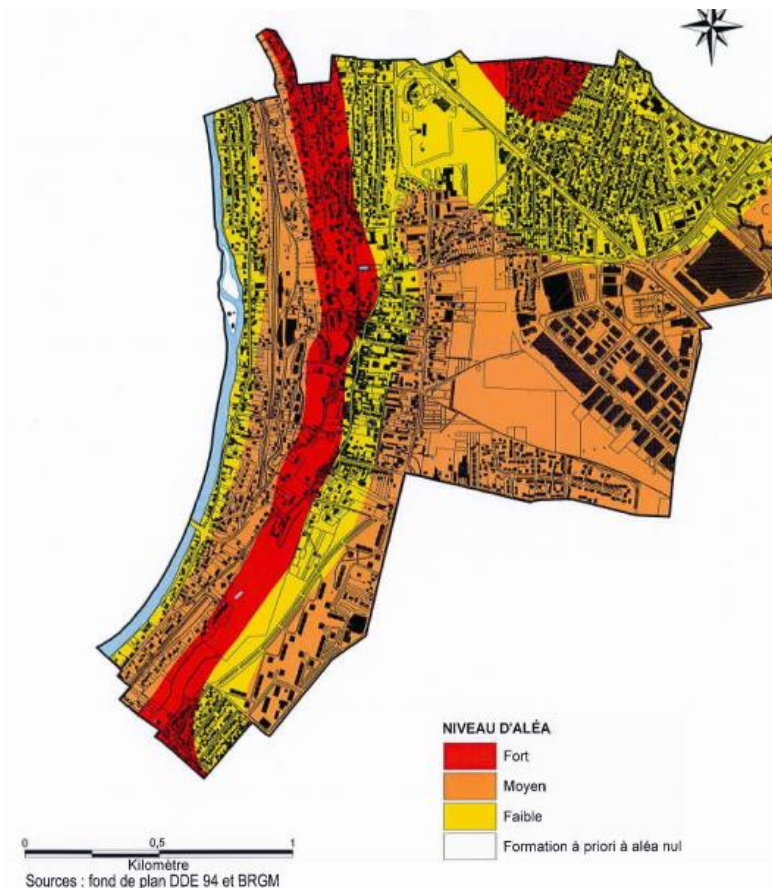 NIVEAU D'ALÉA
Fort
Moyen
Faible
Formation à priori à aléa nul
0 0,5 1
Kilomètre
Sources : fond de plan DDE 94 et BRGM